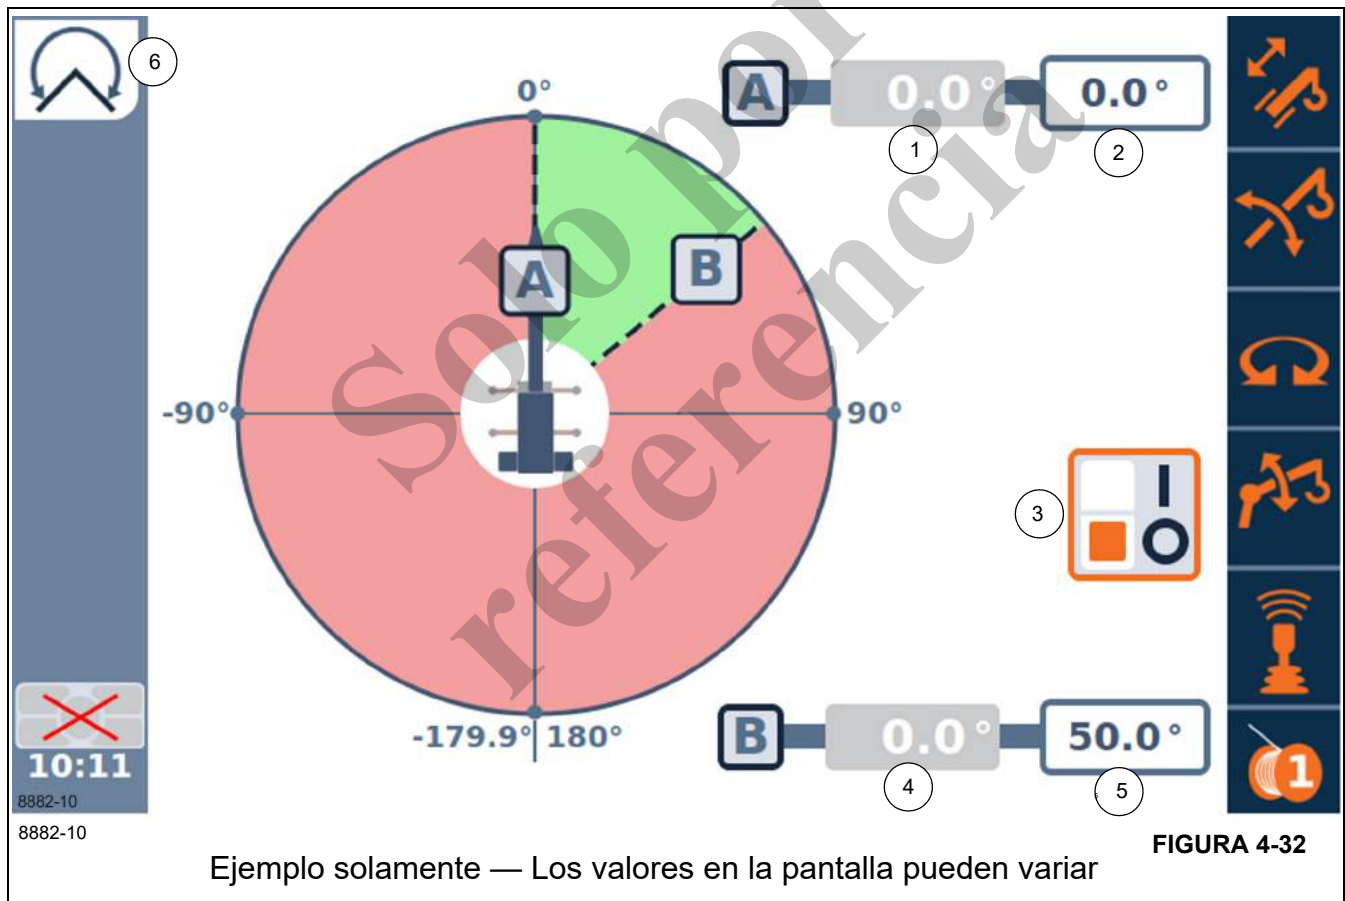 6
0°
A
0.0°
0.0°
1
2
A
B
-90°
90°
3
-179.9°
180°
B
0.0°
50.0°
4
5
1
10:11
8882-10
8882-10
FIGURA 4-32
Ejemplo solamente — Los valores en la pantalla pueden variar
Solo por
referencia